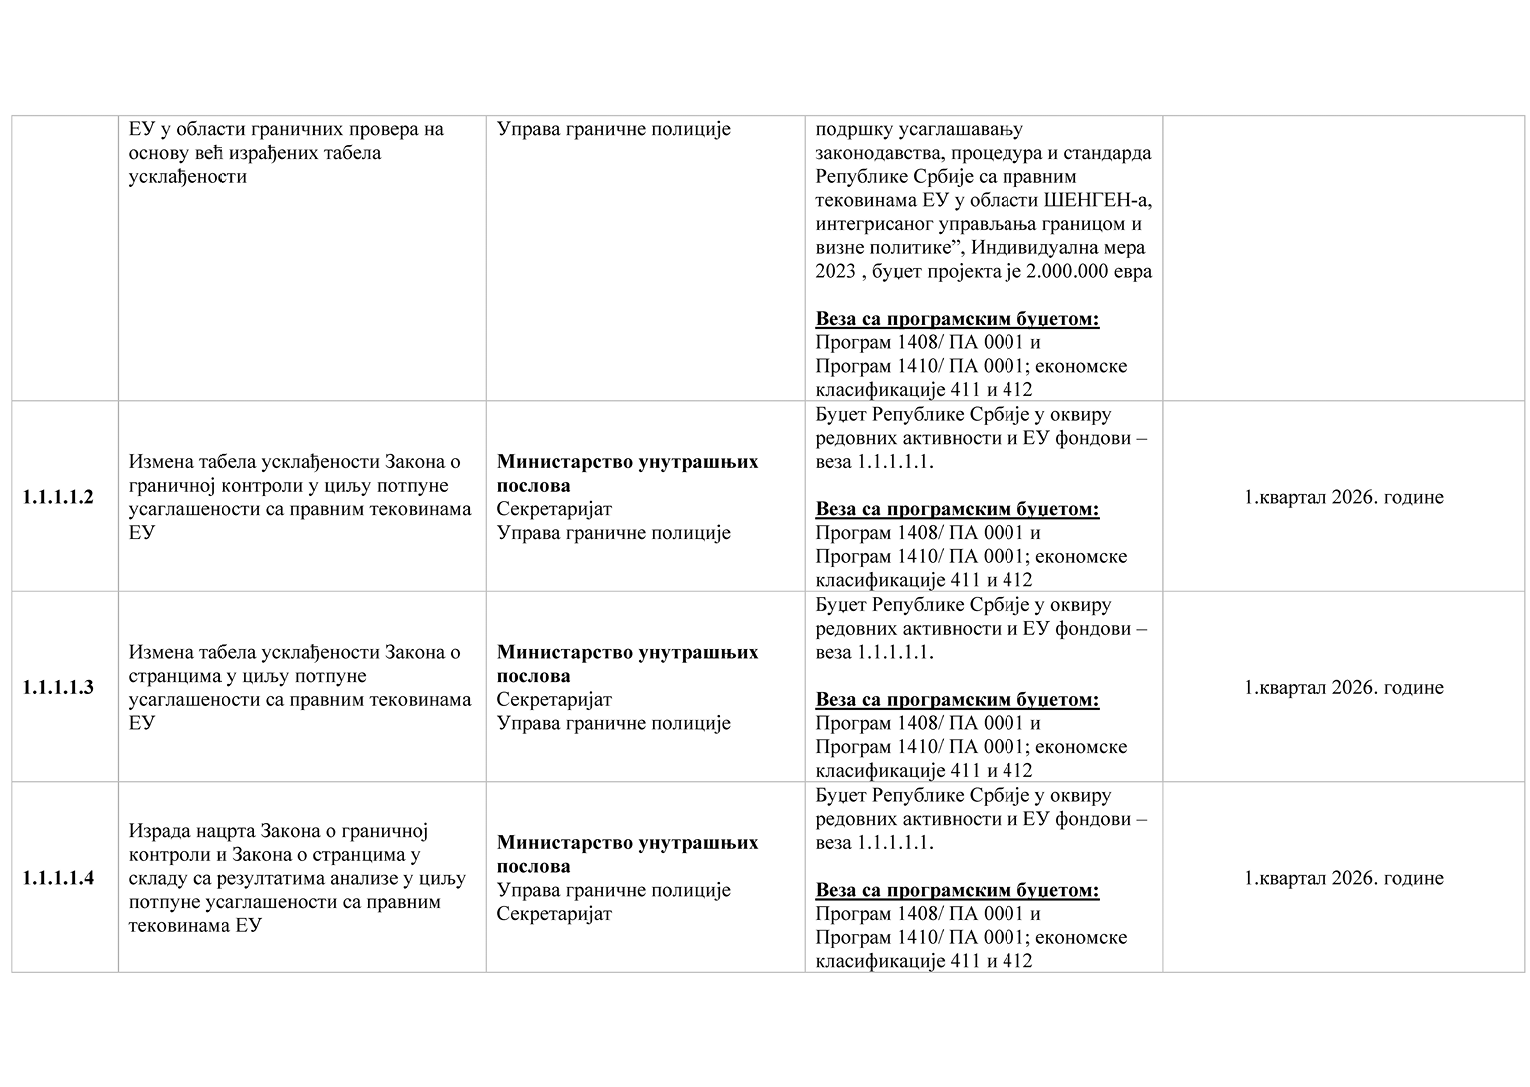 ЕУ у области граничних провера на
основу већ израђених табела
усклађености
Управа граничне полиције
подршку усаглашавању
законодавства, процедура и стандарда
Републике Србије са правним
тековинама ЕУ у области ШЕНГЕН-а,
интегрисаног управљања границом и
визне политике”, Индивидуална мера
2023 , буџет пројекта је 2.000.000 евра
Веза са програмским буџетом:
Програм 1408/ ПА 0001 и
Програм 1410/ ПА 0001; економске
класификације 411 и 412
1.1.1.1.2
Измена табела усклађености Закона о
граничној контроли у циљу потпуне
усаглашености са правним тековинама
ЕУ
Министарство унутрашњих
послова
Секретаријат
Управа граничне полиције
Буџет Републике Србије у оквиру
редовних активности и ЕУ фондови –
веза 1.1.1.1.1.
Веза са програмским буџетом:
Програм 1408/ ПА 0001 и
Програм 1410/ ПА 0001; економске
класификације 411 и 412
1.квартал 2026. године
1.1.1.1.3
Измена табела усклађености Закона о
странцима у циљу потпуне
усаглашености са правним тековинама
ЕУ
Министарство унутрашњих
послова
Секретаријат
Управа граничне полиције
Буџет Републике Србије у оквиру
редовних активности и ЕУ фондови –
веза 1.1.1.1.1.
Веза са програмским буџетом:
Програм 1408/ ПА 0001 и
Програм 1410/ ПА 0001; економске
класификације 411 и 412
1.квартал 2026. године
1.1.1.1.4
Израда нацрта Закона о граничној
контроли и Закона о странцима у
складу са резултатима анализе у циљу
потпуне усаглашености са правним
тековинама ЕУ
Министарство унутрашњих
послова
Управа граничне полиције
Секретаријат
Буџет Републике Србије у оквиру
редовних активности и ЕУ фондови –
веза 1.1.1.1.1.
Веза са програмским буџетом:
Програм 1408/ ПА 0001 и
Програм 1410/ ПА 0001; економске
класификације 411 и 412
1.квартал 2026. године